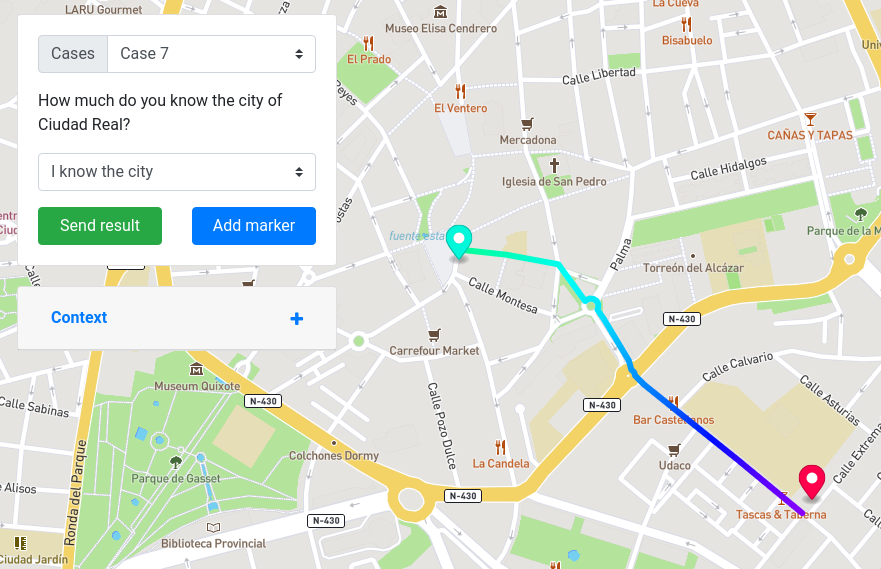 LARU Gourmet
Museo Elisa Cendrero
La Cueva
Bisabuelo
Cases
Case 7
El Prado
Reyes
Calle Libertad
How much do you know the city of
Ciudad Real?
El Ventero
Mercadona
CAÑAS Y TAPAS
I know the city
Iglesia de San Pedro
Calle Hidalgos
Send result
Add marker
Parque de la M
Palma
Torreón del Alcázar
Calle Montesa
Context
+
N-430
Carrefour Market
Museum Quixote
Calle Calvario
Calle Sabinas
N-430
N-430
Calle Asturias
Bar Castellanos
Calle Pozo Dulce
Colchones Dormy
La Candela
Udaco
Calle Extrema
Ronda del Parque
Parque de Gasset
e Alisos
N-430
Tascas & Taberna
N-430
Biblioteca Provincial
Ciudad Jardín